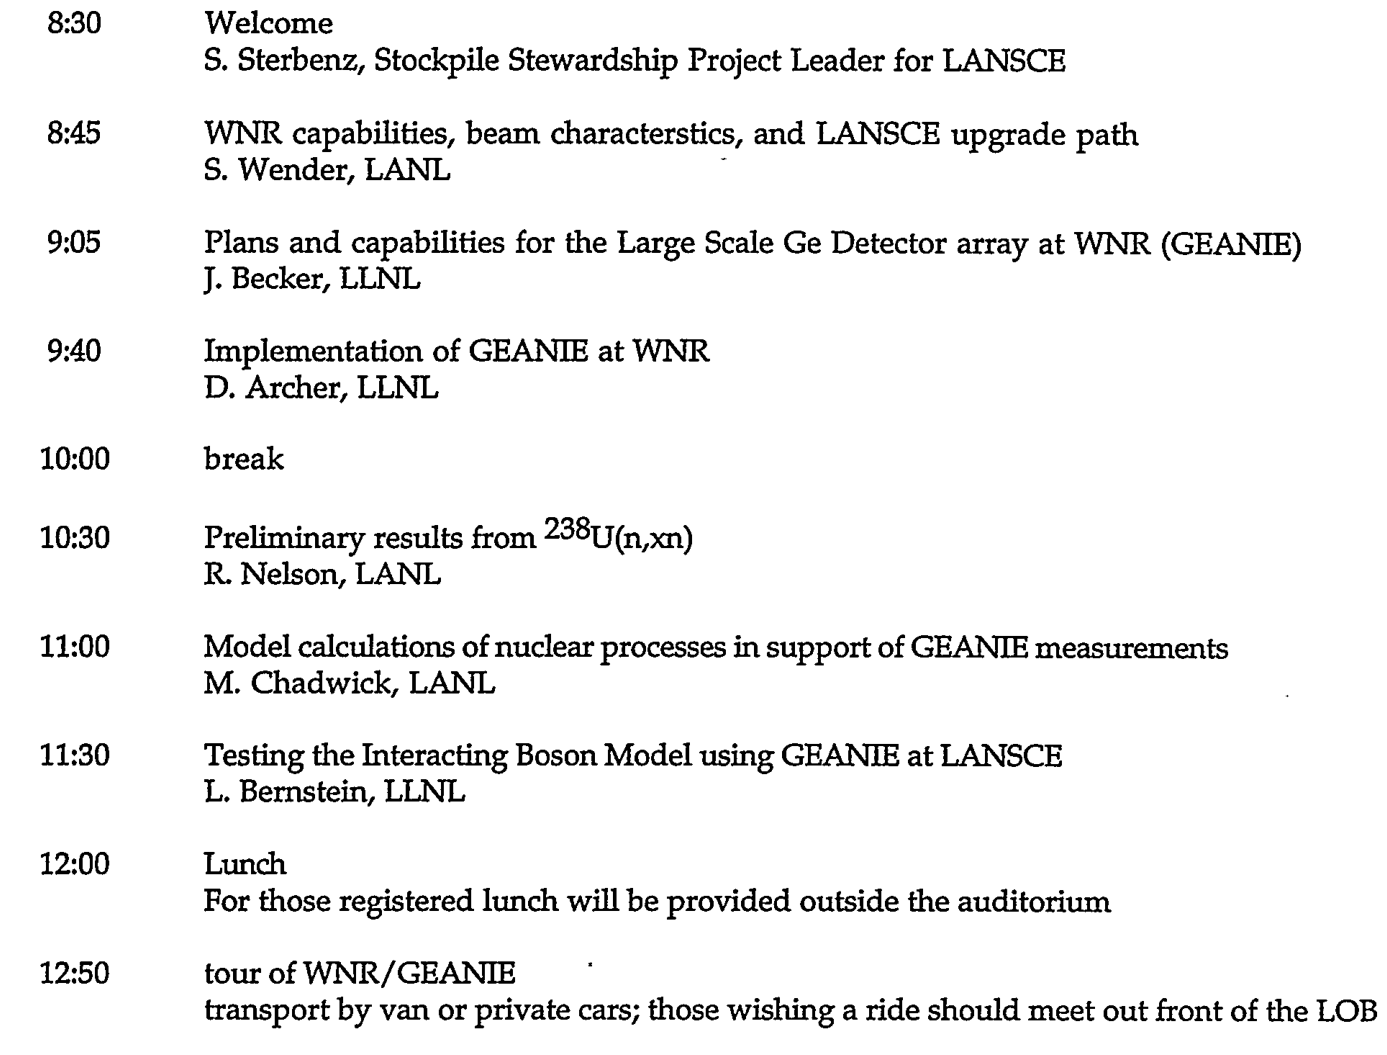 8:30 Welcome
S. Sterbenz, Stockpile Stewardship Project Leader for LANSCE
8:45 WNR capabilities, beam characterstics, and LANSCE upgrade path
S. Wender, LANL
9:05 Plans and capabilities for the Large Scale Ge Detector array at WNR (GEANIE)
J. Becker, LLNL
9:40 Implementation of GEANIE at WNR
D. Archer, LLNL
10:00 break
10:30 Preliminary results from ²³⁸U(n,xn)
R. Nelson, LANL
11:00 Model calculations of nuclear processes in support of GEANIE measurements
M. Chadwick, LANL
11:30 Testing the Interacting Boson Model using GEANIE at LANSCE
L. Bernstein, LLNL
12:00 Lunch
For those registered lunch will be provided outside the auditorium
12:50 tour of WNR/GEANIE
transport by van or private cars; those wishing a ride should meet out front of the LOB